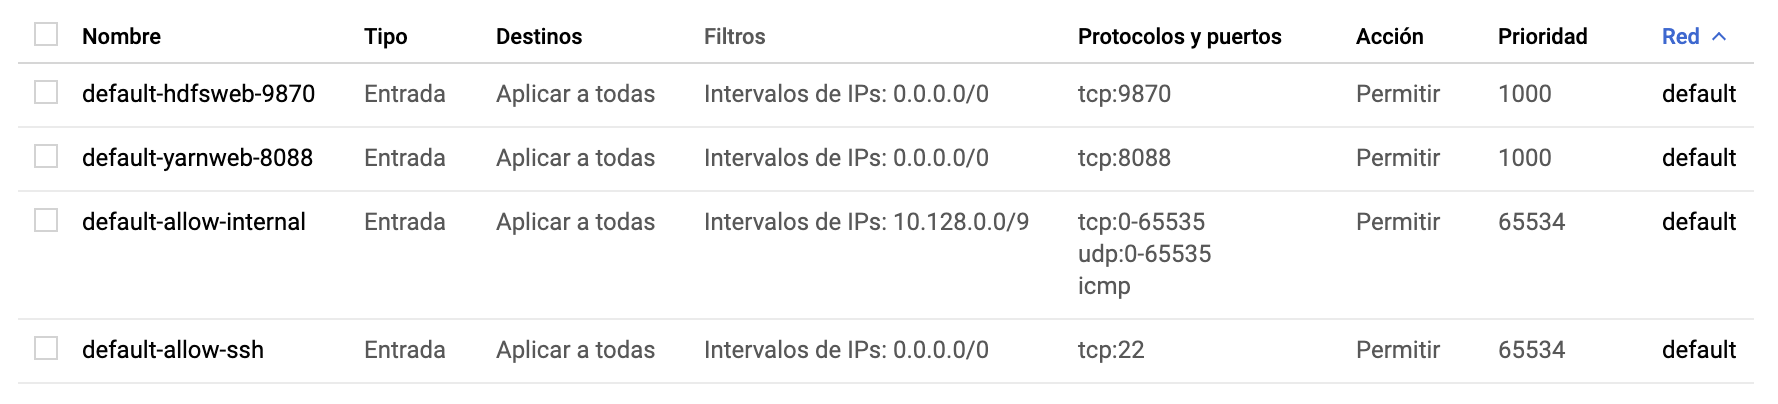 Nombre Tipo Destinos Filtros Protocolos y puertos Acción Prioridad Red
default-hdfsweb-9870 Entrada Aplicar a todas Intervalos de IPs: 0.0.0.0/0 tcp:9870 Permitir 1000 default
default-yarnweb-8088 Entrada Aplicar a todas Intervalos de IPs: 0.0.0.0/0 tcp:8088 Permitir 1000 default
default-allow-internal Entrada Aplicar a todas Intervalos de IPs: 10.128.0.0/9 tcp:0-65535 Permitir 65534 default
udp:0-65535
icmp
default-allow-ssh Entrada Aplicar a todas Intervalos de IPs: 0.0.0.0/0 tcp:22 Permitir 65534 default